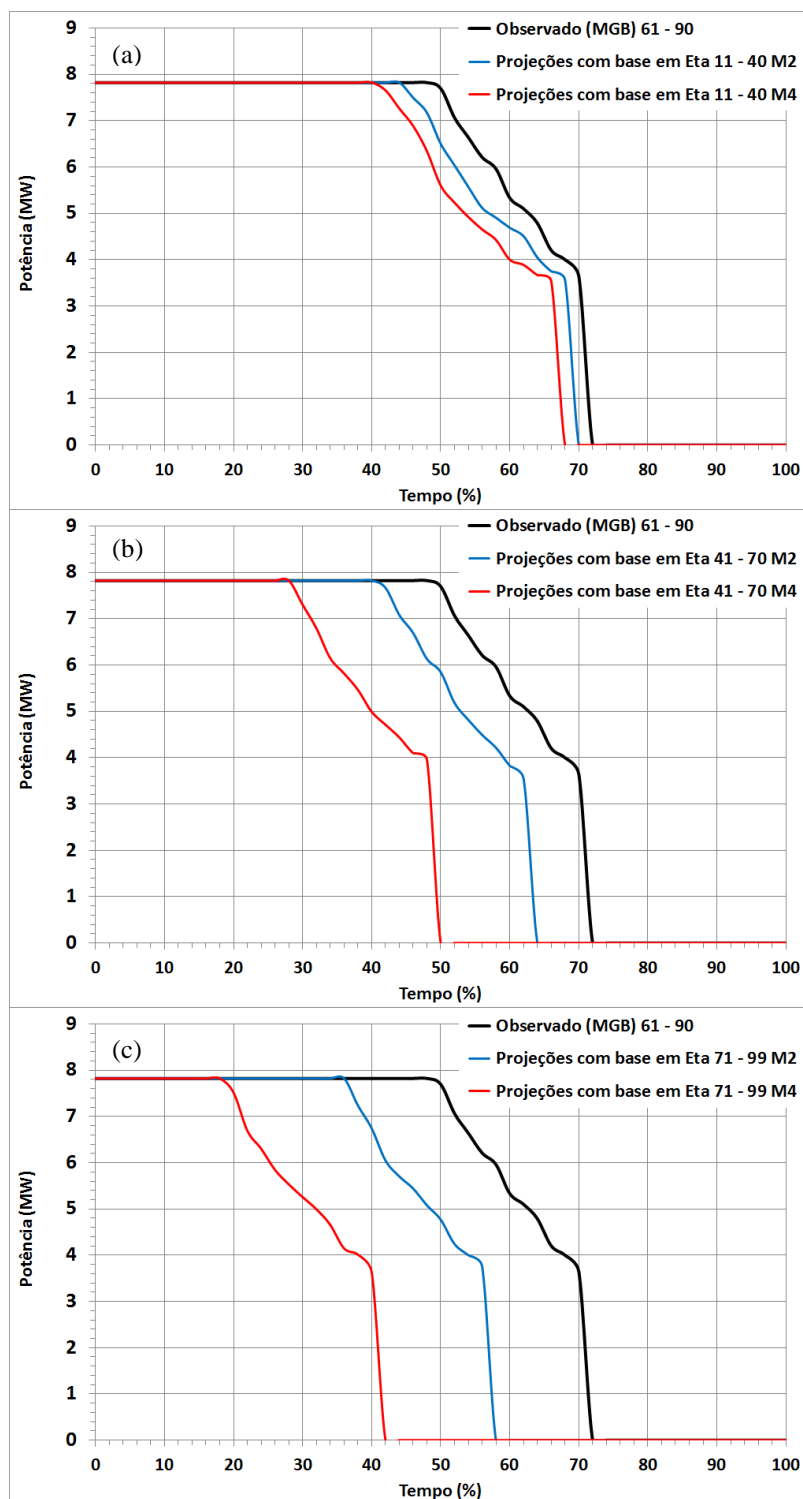 (a)
Observado (MGB) 61 - 90
Projeções com base em Eta 11 - 40 M2
Projeções com base em Eta 11 - 40 M4
Potência (MW)
9
8
7
6
5
4
3
2
1
0
0 10 20 30 40 50 60 70 80 90 100
Tempo (%)
(b)
Observado (MGB) 61 - 90
Projeções com base em Eta 41 - 70 M2
Projeções com base em Eta 41 - 70 M4
Potência (MW)
9
8
7
6
5
4
3
2
1
0
0 10 20 30 40 50 60 70 80 90 100
Tempo (%)
(c)
Observado (MGB) 61 - 90
Projeções com base em Eta 71 - 99 M2
Projeções com base em Eta 71 - 99 M4
Potência (MW)
9
8
7
6
5
4
3
2
1
0
0 10 20 30 40 50 60 70 80 90 100
Tempo (%)